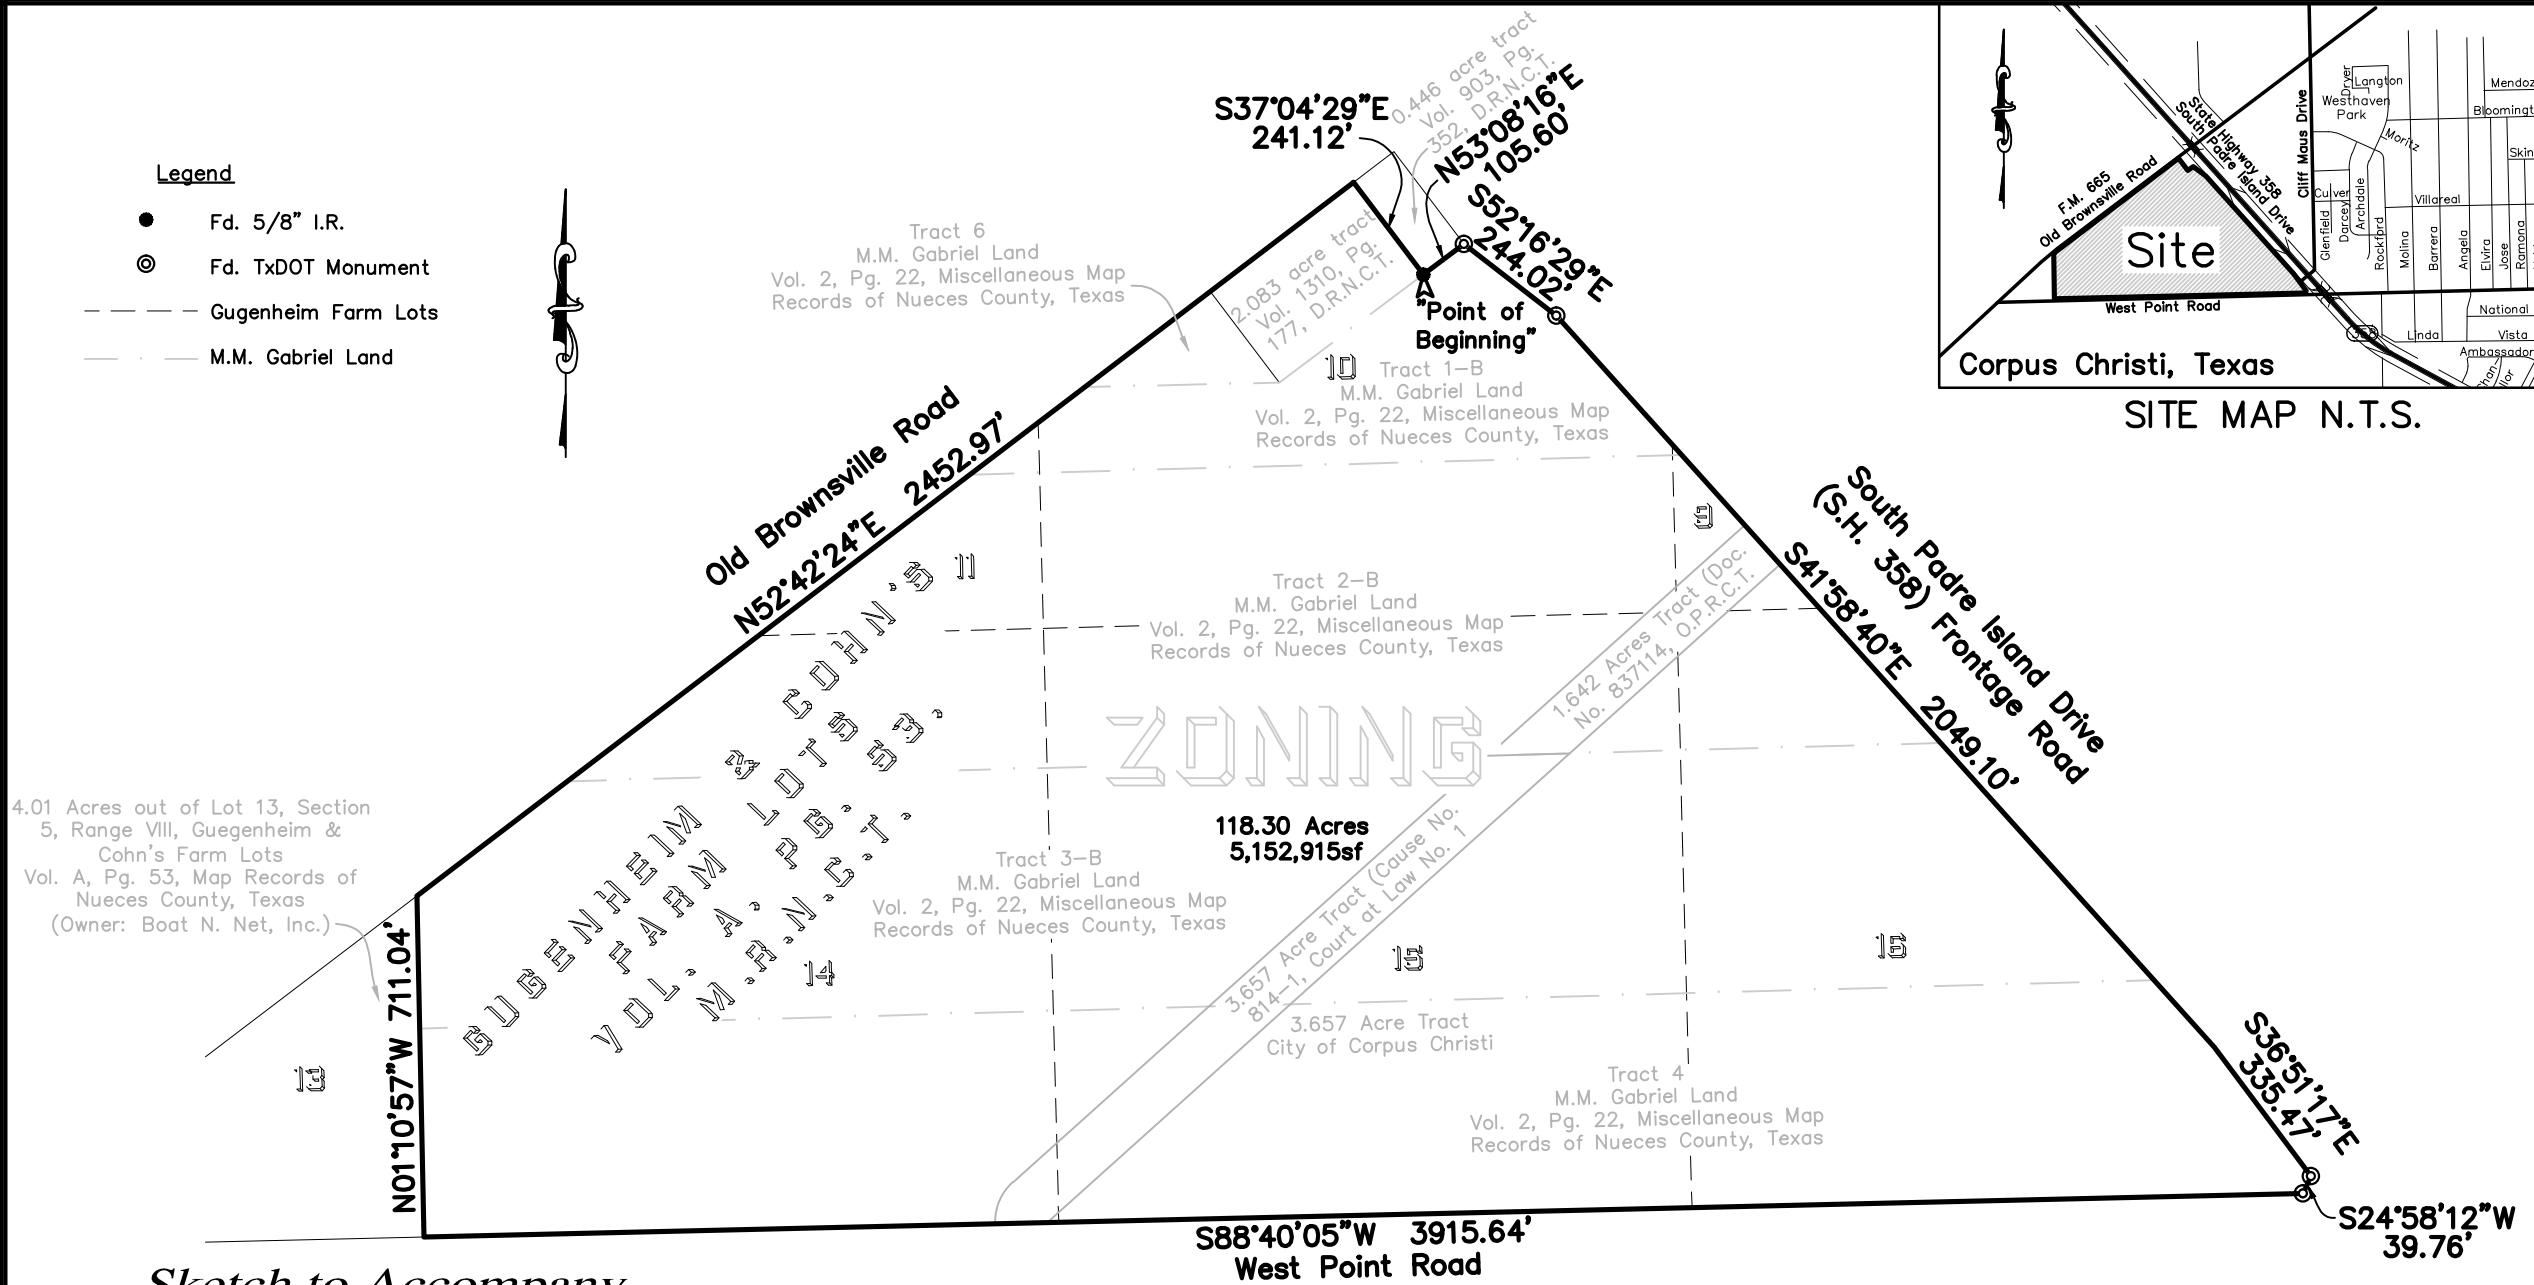 Legend
Fd. 5/8" I.R.
Fd. TxDOT Monument
Gugenheim Farm Lots
M.M. Gabriel Land
Tract 6
M.M. Gabriel Land
Vol. 2, Pg. 22, Miscellaneous Map
Records of Nueces County, Texas
S37°04'29"E
241.12'
0.446 acre tract
Vol. 903, Pg.
352, D.R.N.C.T.
N53°08'16"E
105.60'
S52°16'29"E
244.02'
2.083 acre tract
Vol. 1310, Pg.
177, D.R.N.C.T.
"Point of
Beginning"
10
Tract 1-B
M.M. Gabriel Land
Vol. 2, Pg. 22, Miscellaneous Map
Records of Nueces County, Texas
Old Brownsville Road
N52°42'24"E 2452.97'
11
9
Tract 2-B
M.M. Gabriel Land
Vol. 2, Pg. 22, Miscellaneous Map
Records of Nueces County, Texas
1.642 Acres Tract (Doc.
No. 837114, O.P.R.C.T.
South Padre Island Drive
(S.H. 358) Frontage Road
S41°58'40"E 2049.10'
GUGENHEIM & COHN'S
FARM LOTS
VOL. A, PG. 53,
M.R.N.C.T.
ZONING
118.30 Acres
5,152,915sf
4.01 Acres out of Lot 13, Section
5, Range VIII, Guegenheim &
Cohn's Farm Lots
Vol. A, Pg. 53, Map Records of
Nueces County, Texas
(Owner: Boat N. Net, Inc.)
Tract 3-B
M.M. Gabriel Land
Vol. 2, Pg. 22, Miscellaneous Map
Records of Nueces County, Texas
3.657 Acre Tract (Cause No.
814-1, Court at Law No. 1
14
15
16
13
N01°10'57"W 711.04'
3.657 Acre Tract
City of Corpus Christi
Tract 4
M.M. Gabriel Land
Vol. 2, Pg. 22, Miscellaneous Map
Records of Nueces County, Texas
S36°51'17"E
335.47'
S24°58'12"W
39.76'
S88°40'05"W 3915.64'
West Point Road
Sketch to Accompany
State Highway 358
South Padre Island Drive
Cliff Maus Drive
F.M. 665
Old Brownsville Road
Site
West Point Road
Dryer
Langton
Westhaven
Park
Moritz
Mendoz
Bloomingt
Skin
Culver
Villareal
Glenfield
Darcey
Archdale
Rockford
Molina
Barrera
Angela
Elvira
Jose
Ramona
National
358
Linda
Vista
Ambassador
Corpus Christi, Texas
SITE MAP N.T.S.